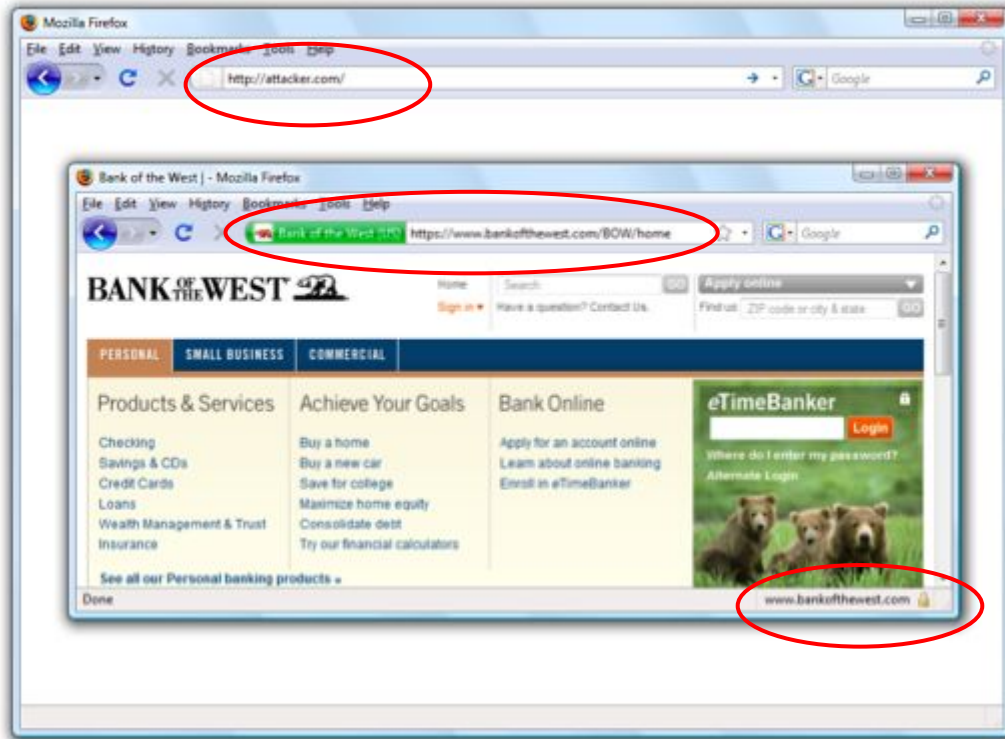 Mozilla Firefox
File Edit View History Bookmarks Tools Help
http://attacker.com/
Google
Bank of the West | - Mozilla Firefox
File Edit View History Bookmarks Tools Help
Bank of the West (US) https://www.bankofthewest.com/BOW/home
Google
BANK OF THE WEST
Home
Search
GO
Apply online
Sign in
Have a question? Contact Us.
Find us
ZIP code or city & state
GO
PERSONAL SMALL BUSINESS COMMERCIAL
Products & Services
Checking
Savings & CDs
Credit Cards
Loans
Wealth Management & Trust
Insurance
See all our Personal banking products »
Achieve Your Goals
Buy a home
Buy a new car
Save for college
Maximize home equity
Consolidate debt
Try our financial calculators
Bank Online
Apply for an account online
Learn about online banking
Enroll in eTimeBanker
eTimeBanker
Login
Where do I enter my password?
Alternate Login
Done
www.bankofthewest.com